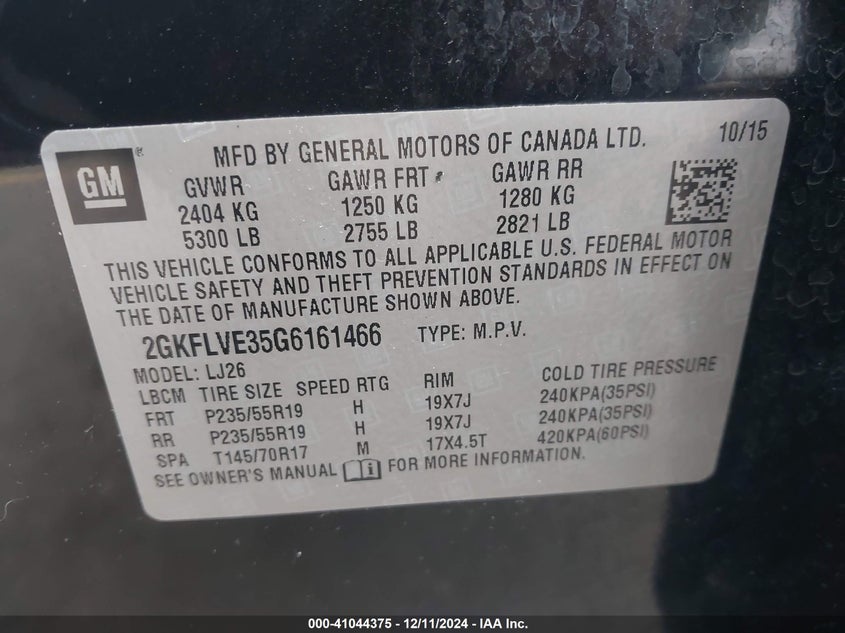 GM
MFD BY GENERAL MOTORS OF CANADA LTD. 10/15
GVWR GAWR FRT GAWR RR
2404 KG 1250 KG 1280 KG
5300 LB 2755 LB 2821 LB
THIS VEHICLE CONFORMS TO ALL APPLICABLE U.S. FEDERAL MOTOR
VEHICLE SAFETY AND THEFT PREVENTION STANDARDS IN EFFECT ON
THE DATE OF MANUFACTURE SHOWN ABOVE.
2GKFLVE35G6161466 TYPE: M.P.V.
MODEL: LJ26
LBCM TIRE SIZE SPEED RTG RIM COLD TIRE PRESSURE
FRT P235/55R19 H 19X7J 240KPA(35PSI)
RR P235/55R19 H 19X7J 240KPA(35PSI)
SPA T145/70R17 M 17X4.5T 420KPA(60PSI)
SEE OWNER'S MANUAL FOR MORE INFORMATION.
000-41044375 - 12/11/2024 - IAA Inc.